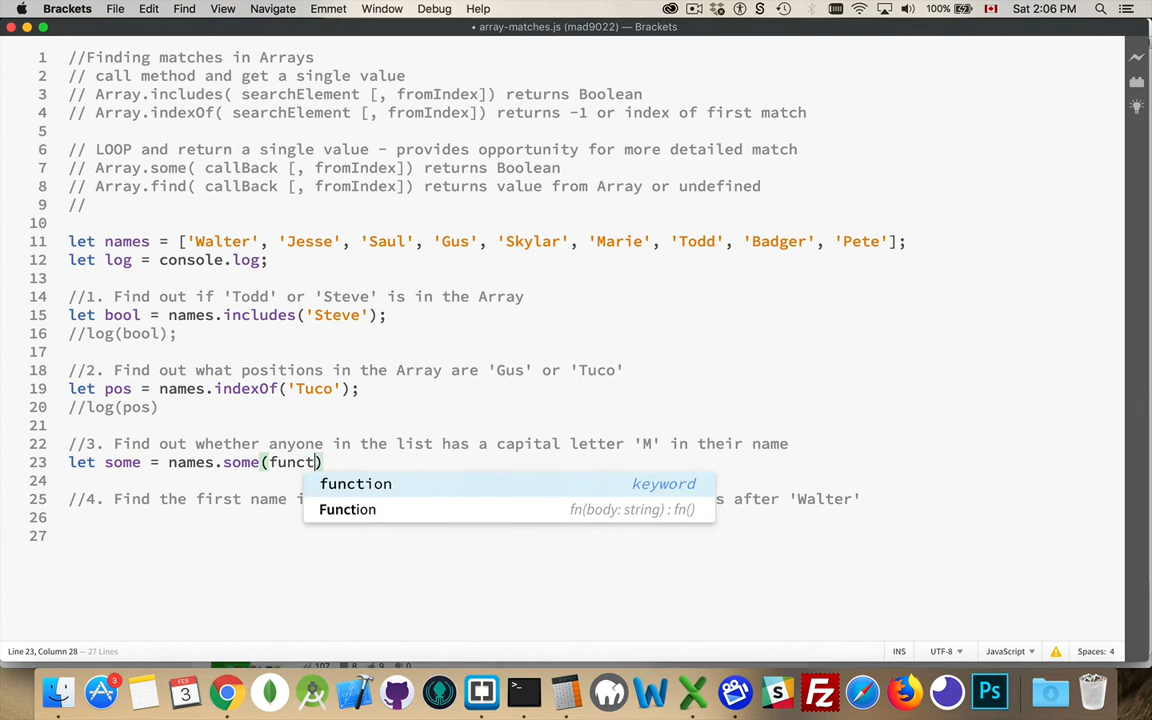 Brackets File Edit Find View Navigate Emmet Window Debug Help 100% Sat 2:06 PM
• array-matches.js (mad9022) — Brackets
1 //Finding matches in Arrays
2 // call method and get a single value
3 // Array.includes( searchElement [, fromIndex]) returns Boolean
4 // Array.indexOf( searchElement [, fromIndex]) returns -1 or index of first match
5
6 // LOOP and return a single value - provides opportunity for more detailed match
7 // Array.some( callBack [, fromIndex]) returns Boolean
8 // Array.find( callBack [, fromIndex]) returns value from Array or undefined
9 //
10
11 let names = ['Walter', 'Jesse', 'Saul', 'Gus', 'Skylar', 'Marie', 'Todd', 'Badger', 'Pete'];
12 let log = console.log;
13
14 //1. Find out if 'Todd' or 'Steve' is in the Array
15 let bool = names.includes('Steve');
16 //log(bool);
17
18 //2. Find out what positions in the Array are 'Gus' or 'Tuco'
19 let pos = names.indexOf('Tuco');
20 //log(pos)
21
22 //3. Find out whether anyone in the list has a capital letter 'M' in their name
23 let some = names.some(funct)
24 function keyword
25 //4. Find the first name i s after 'Walter'
Function fn(body: string) : fn()
26
27
Line 23, Column 28 — 27 Lines INS UTF-8 JavaScript Spaces: 4
107 8 0
3 FEB 3 W X S Fz Ps